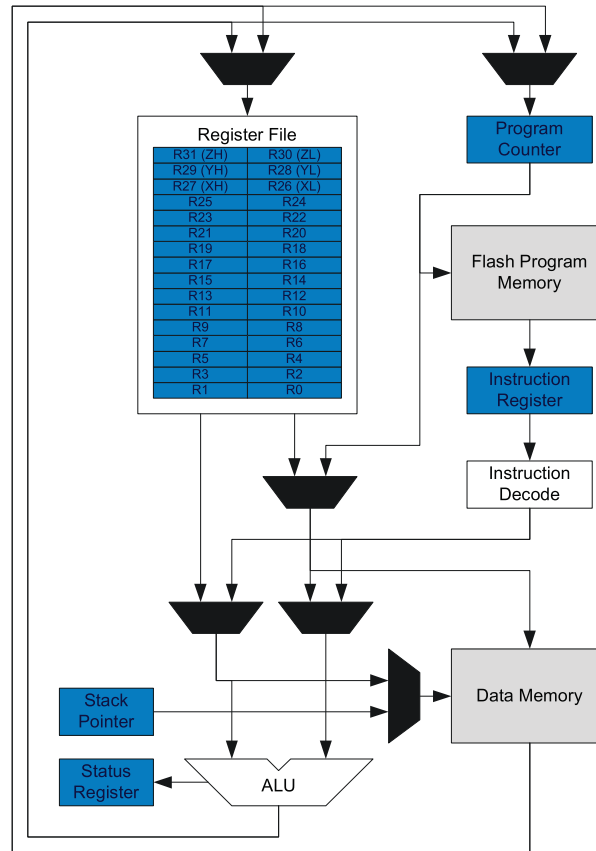 Program
Counter
Register File
R31 (ZH) R30 (ZL)
R29 (YH) R28 (YL)
R27 (XH) R26 (XL)
R25 R24
R23 R22
R21 R20
R19 R18
R17 R16
R15 R14
R13 R12
R11 R10
R9 R8
R7 R6
R5 R4
R3 R2
R1 R0
Flash Program
Memory
Instruction
Register
Instruction
Decode
Stack
Pointer
Data Memory
Status
Register
ALU